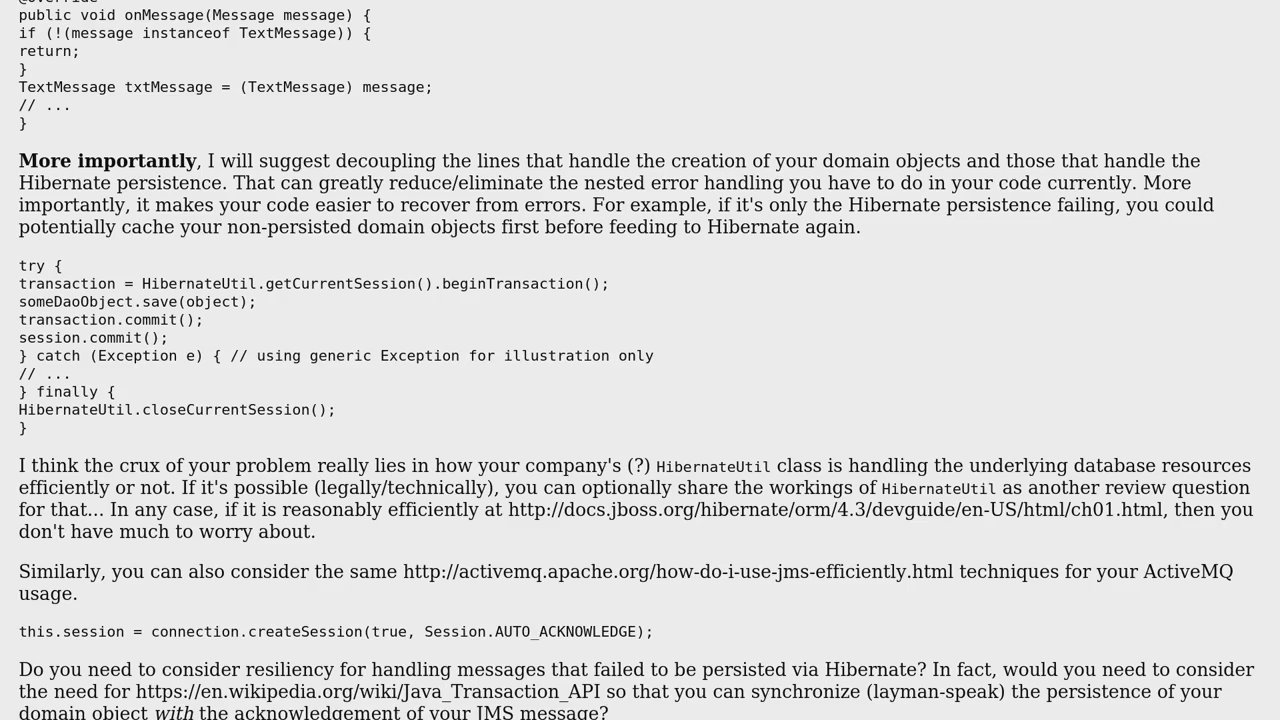 @Override
public void onMessage(Message message) {
if (!(message instanceof TextMessage)) {
return;
}
TextMessage txtMessage = (TextMessage) message;
// ...
}
More importantly, I will suggest decoupling the lines that handle the creation of your domain objects and those that handle the
Hibernate persistence. That can greatly reduce/eliminate the nested error handling you have to do in your code currently. More
importantly, it makes your code easier to recover from errors. For example, if it's only the Hibernate persistence failing, you could
potentially cache your non-persisted domain objects first before feeding to Hibernate again.
try {
transaction = HibernateUtil.getCurrentSession().beginTransaction();
someDaoObject.save(object);
transaction.commit();
session.commit();
} catch (Exception e) { // using generic Exception for illustration only
// ...
} finally {
HibernateUtil.closeCurrentSession();
}
I think the crux of your problem really lies in how your company's (?) HibernateUtil class is handling the underlying database resources
efficiently or not. If it's possible (legally/technically), you can optionally share the workings of HibernateUtil as another review question
for that... In any case, if it is reasonably efficiently at http://docs.jboss.org/hibernate/orm/4.3/devguide/en-US/html/ch01.html, then you
don't have much to worry about.
Similarly, you can also consider the same http://activemq.apache.org/how-do-i-use-jms-efficiently.html techniques for your ActiveMQ
usage.
this.session = connection.createSession(true, Session.AUTO_ACKNOWLEDGE);
Do you need to consider resiliency for handling messages that failed to be persisted via Hibernate? In fact, would you need to consider
the need for https://en.wikipedia.org/wiki/Java_Transaction_API so that you can synchronize (layman-speak) the persistence of your
domain object with the acknowledgement of your JMS message?